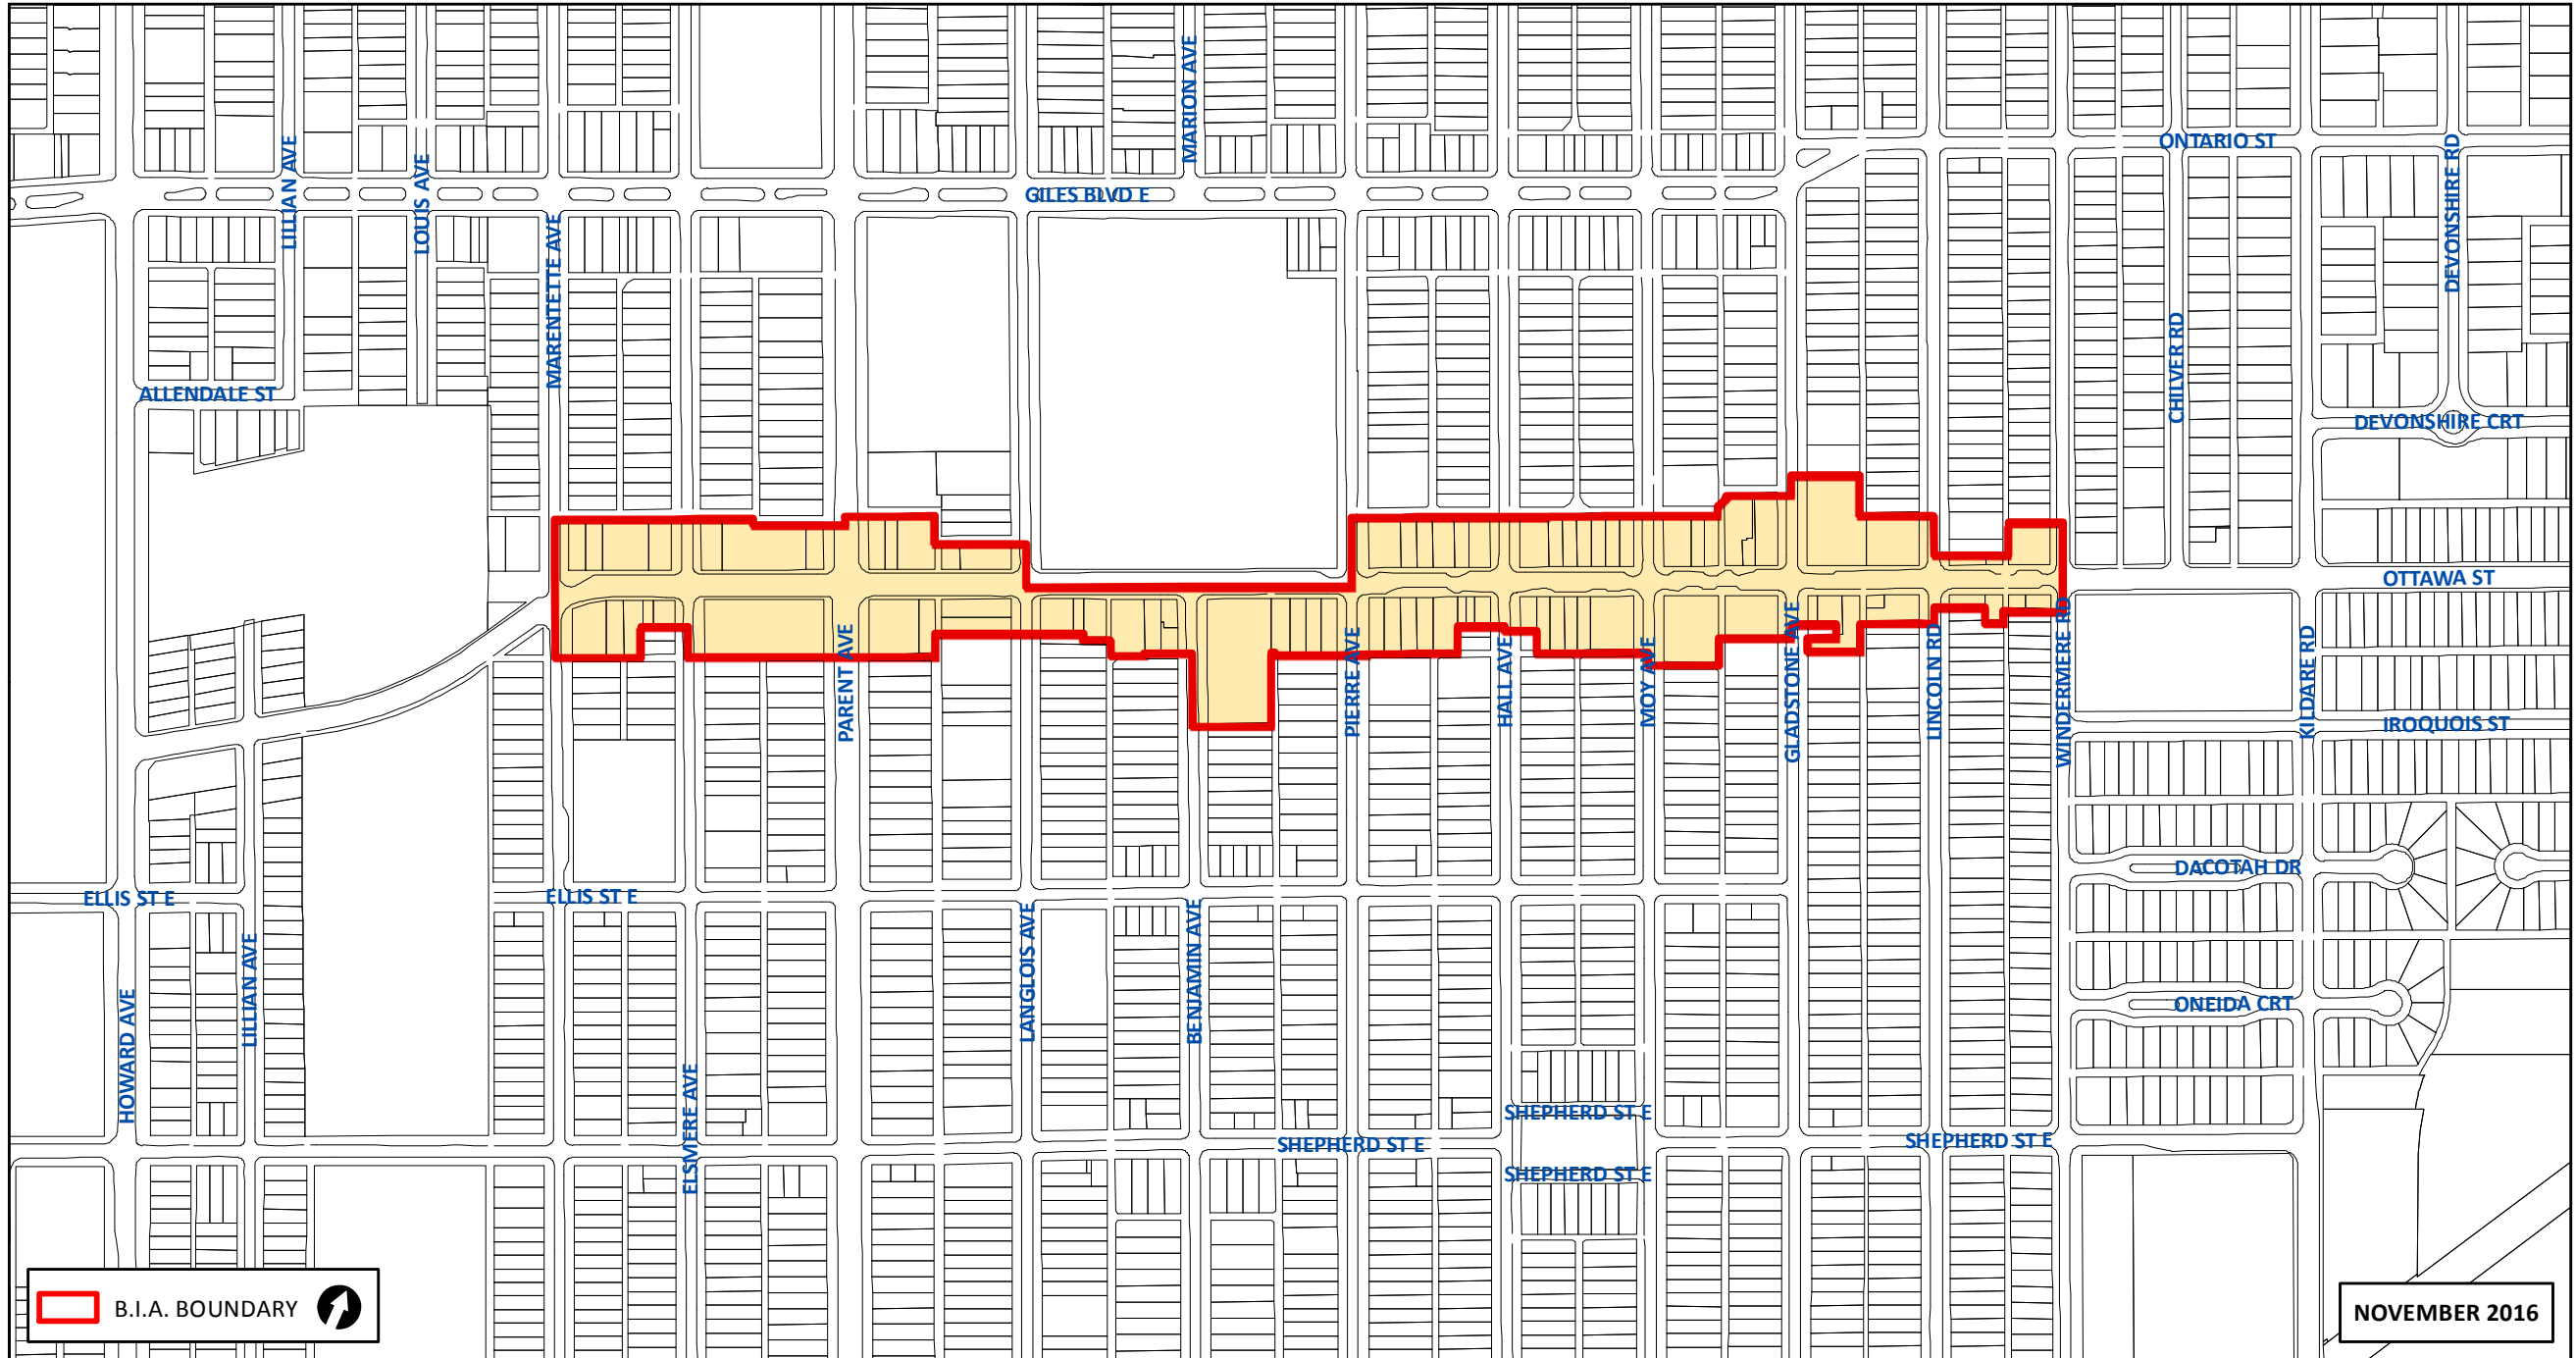 MARION AVE
ONTARIO ST
LILLIAN AVE
LOUIS AVE
DEVONSHIRE RD
GILES BLVD E
MARENTETTE AVE
CHILVER RD
ALLENDALE ST
DEVONSHIRE CRT
OTTAWA ST
PARENT AVE
PIERRE AVE
HALL AVE
MOY AVE
GLADSTONE AVE
LINCOLN RD
WINDERMERE RD
KILDARE RD
IROQUOIS ST
DACOTAH DR
ELLIS ST E
ELLIS ST E
LANGLOIS AVE
BENJAMIN AVE
LILLIAN AVE
HOWARD AVE
ONEIDA CRT
ELSMERE AVE
SHEPHERD ST E
SHEPHERD ST E
SHEPHERD ST E
SHEPHERD ST E
B.I.A. BOUNDARY
NOVEMBER 2016